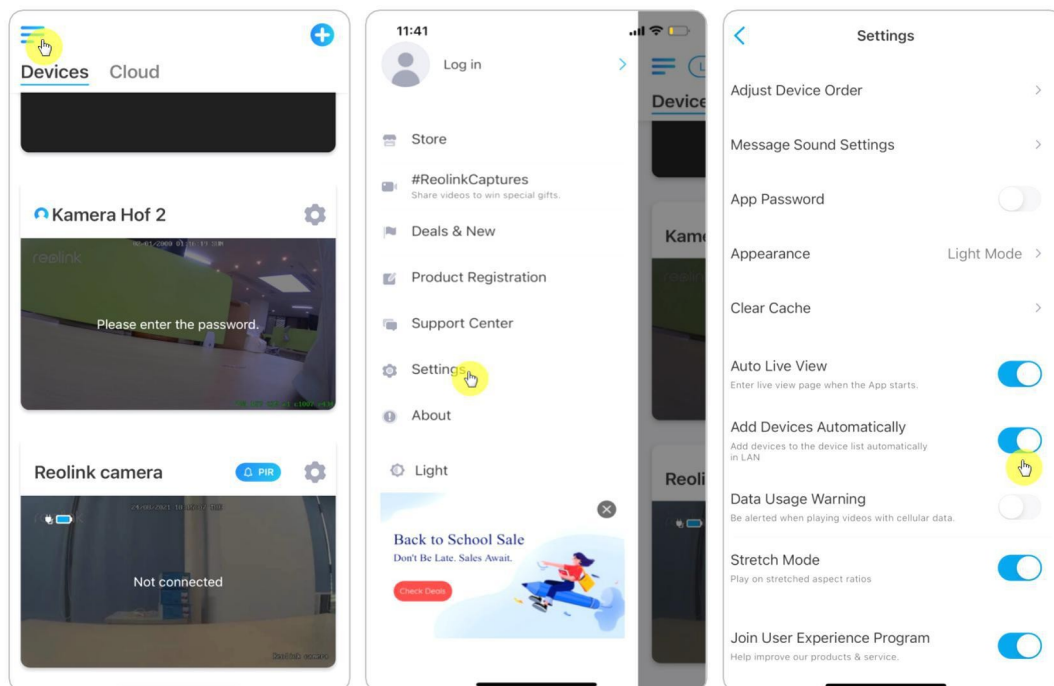 Devices Cloud
Kamera Hof 2
reolink
Please enter the password.
Reolink camera
PIR
Not connected
Reolink camera
11:41
Log in
Store
#ReolinkCaptures
Share videos to win special gifts.
Deals & New
Product Registration
Support Center
Settings
About
Light
Back to School Sale
Don't Be Late. Sales Await.
Check Deals
L
Device
Kame
Reoli
Settings
Adjust Device Order
Message Sound Settings
App Password
Appearance Light Mode
Clear Cache
Auto Live View
Enter live view page when the App starts.
Add Devices Automatically
Add devices to the device list automatically
in LAN
Data Usage Warning
Be alerted when playing videos with cellular data.
Stretch Mode
Play on stretched aspect ratios
Join User Experience Program
Help improve our products & service.